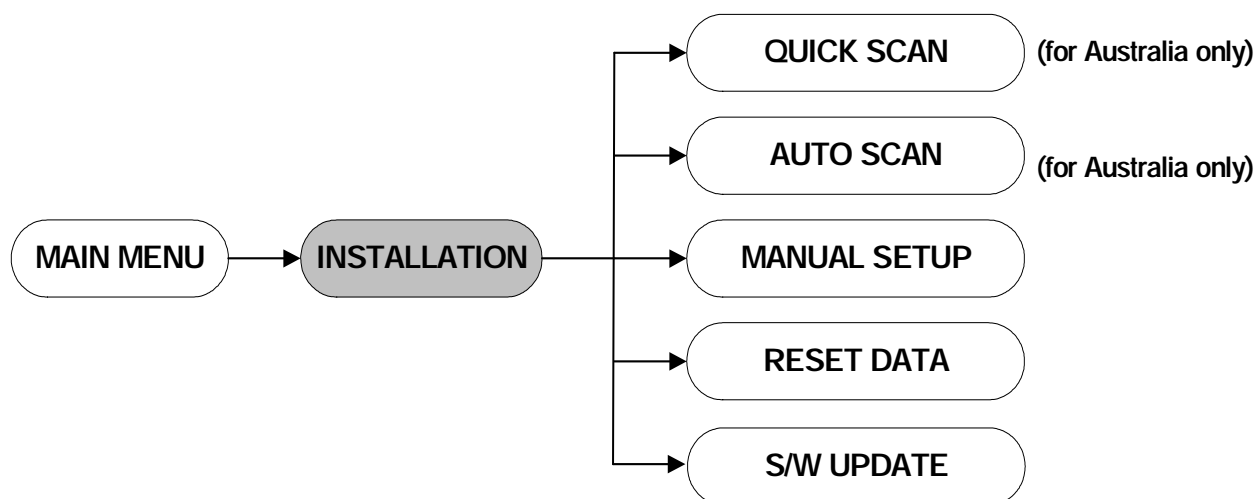 QUICK SCAN (for Australia only)
AUTO SCAN (for Australia only)
MAIN MENU INSTALLATION MANUAL SETUP
RESET DATA
S/W UPDATE